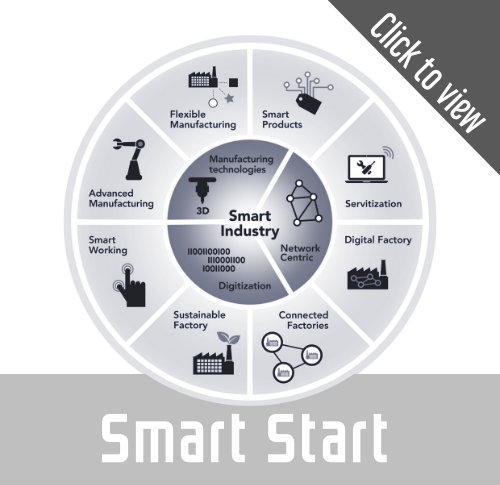 Click to view
Flexible
Manufacturing
Smart
Products
Advanced
Manufacturing
Manufacturing
technologies
3D
Smart
Industry
Network
Centric
11001100100
1110001100
10011000
Digitization
Servitization
Smart
Working
Digital Factory
Sustainable
Factory
Connected
Factories
Smart Start